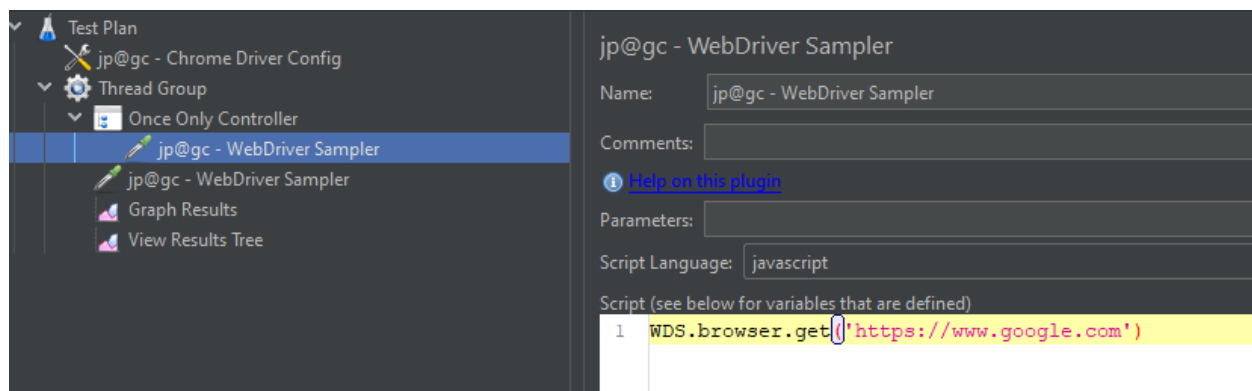 Test Plan
jp@gc - Chrome Driver Config
Thread Group
Once Only Controller
jp@gc - WebDriver Sampler
jp@gc - WebDriver Sampler
Graph Results
View Results Tree
jp@gc - WebDriver Sampler
Name: jp@gc - WebDriver Sampler
Comments:
Help on this plugin
Parameters:
Script Language: javascript
Script (see below for variables that are defined)
1 WDS.browser.get('https://www.google.com')